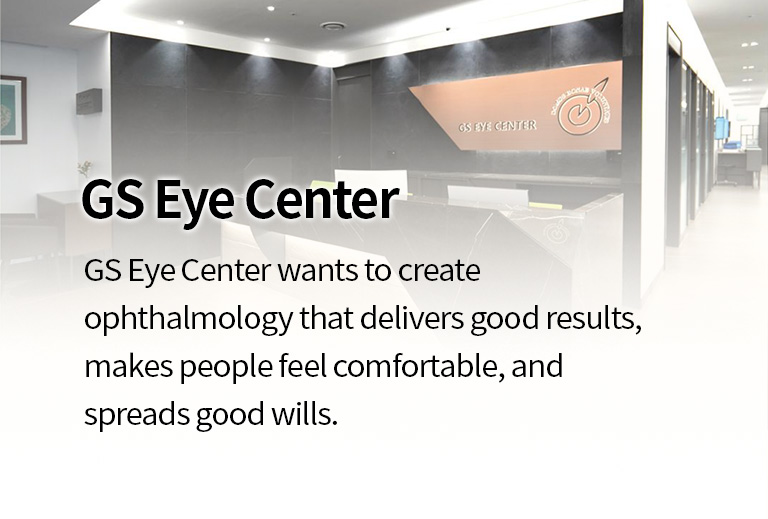 GS EYE CENTER
GS Eye Center
GS Eye Center wants to create
ophthalmology that delivers good results,
makes people feel comfortable, and
spreads good wills.